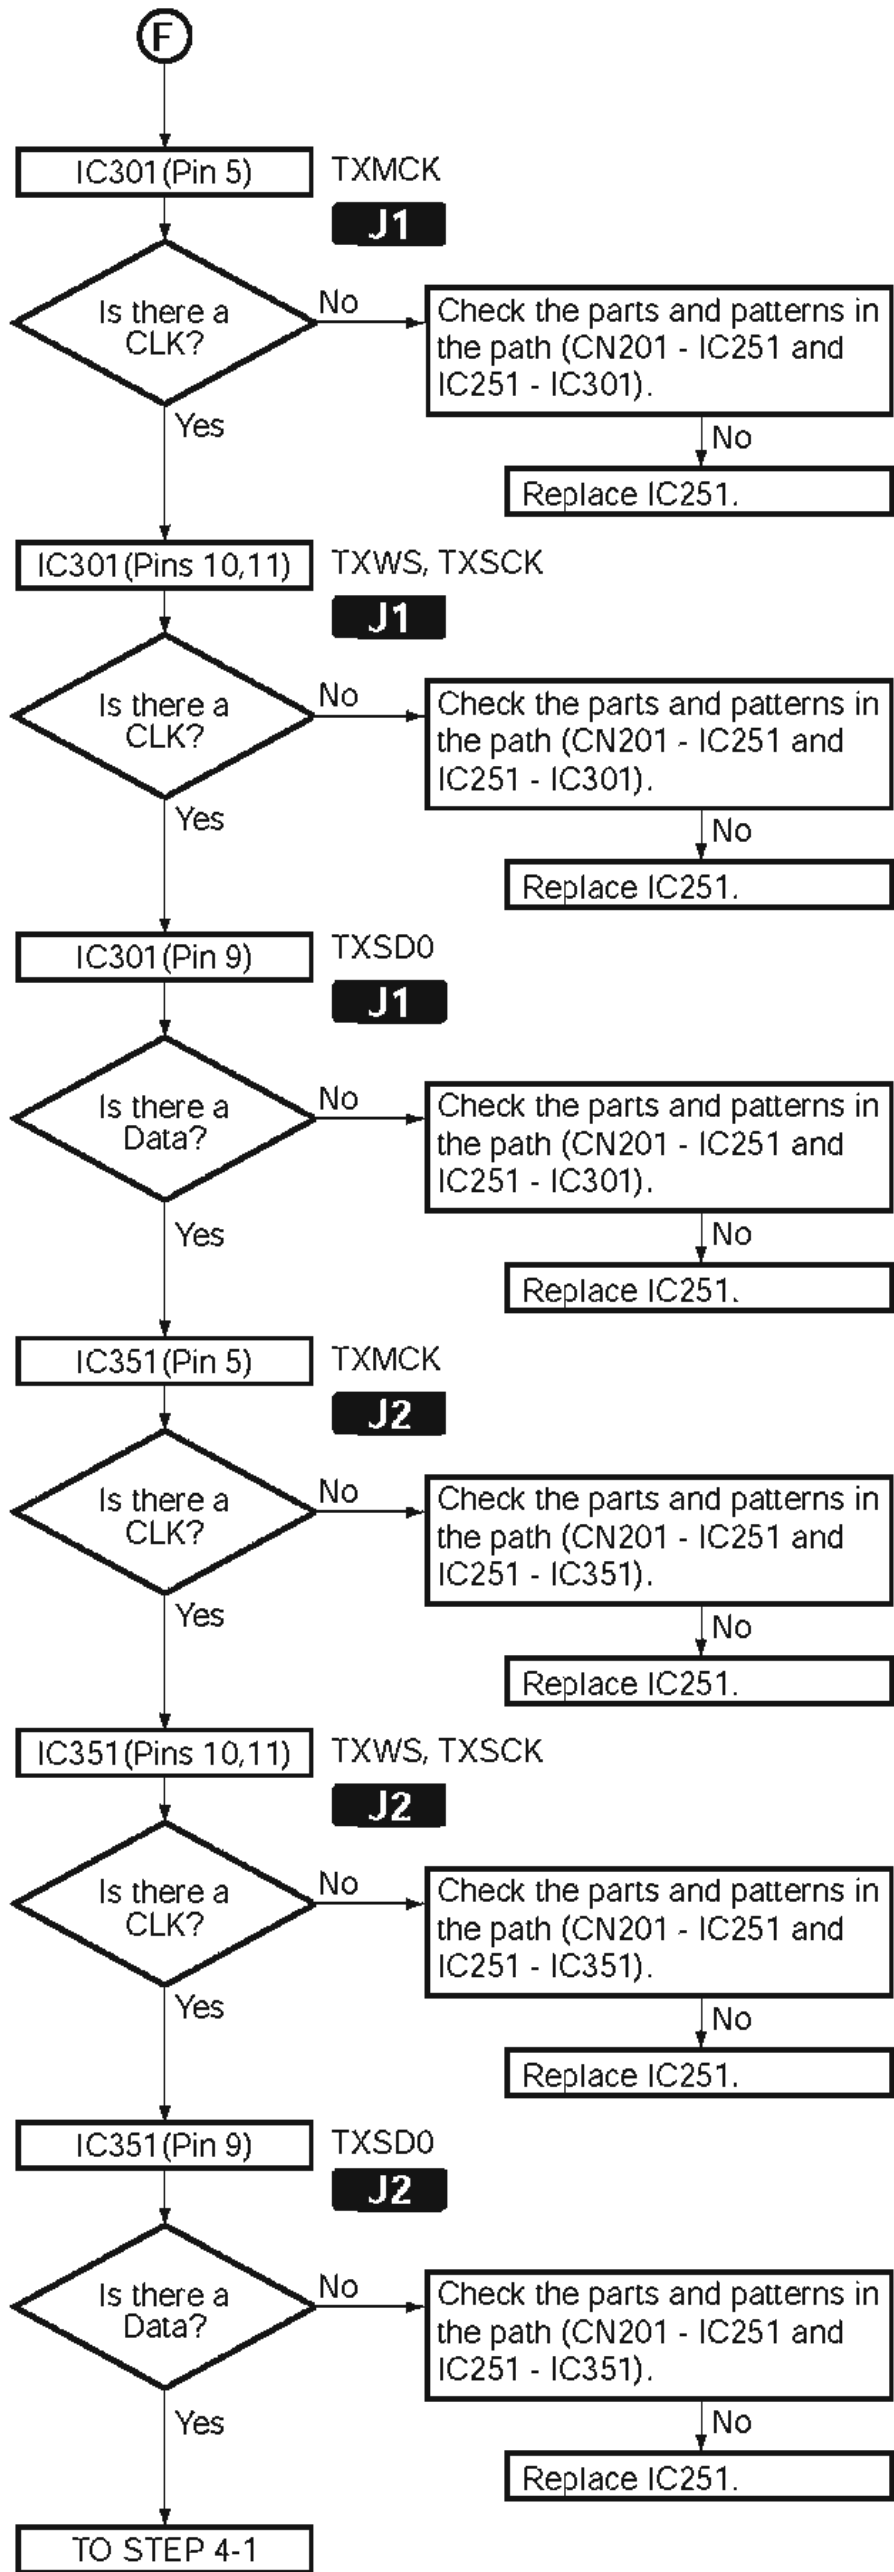 F
IC301(Pin 5)
TXMCK
J1
Is there a
CLK?
No
Check the parts and patterns in
the path (CN201 - IC251 and
IC251 - IC301).
Yes
No
Replace IC251.
IC301(Pins 10,11)
TXWS, TXSCK
J1
Is there a
CLK?
No
Check the parts and patterns in
the path (CN201 - IC251 and
IC251 - IC301).
Yes
No
Replace IC251.
IC301(Pin 9)
TXSD0
J1
Is there a
Data?
No
Check the parts and patterns in
the path (CN201 - IC251 and
IC251 - IC301).
Yes
No
Replace IC251.
IC351(Pin 5)
TXMCK
J2
Is there a
CLK?
No
Check the parts and patterns in
the path (CN201 - IC251 and
IC251 - IC351).
Yes
No
Replace IC251.
IC351(Pins 10,11)
TXWS, TXSCK
J2
Is there a
CLK?
No
Check the parts and patterns in
the path (CN201 - IC251 and
IC251 - IC351).
Yes
No
Replace IC251.
IC351(Pin 9)
TXSD0
J2
Is there a
Data?
No
Check the parts and patterns in
the path (CN201 - IC251 and
IC251 - IC351).
Yes
No
Replace IC251.
TO STEP 4-1